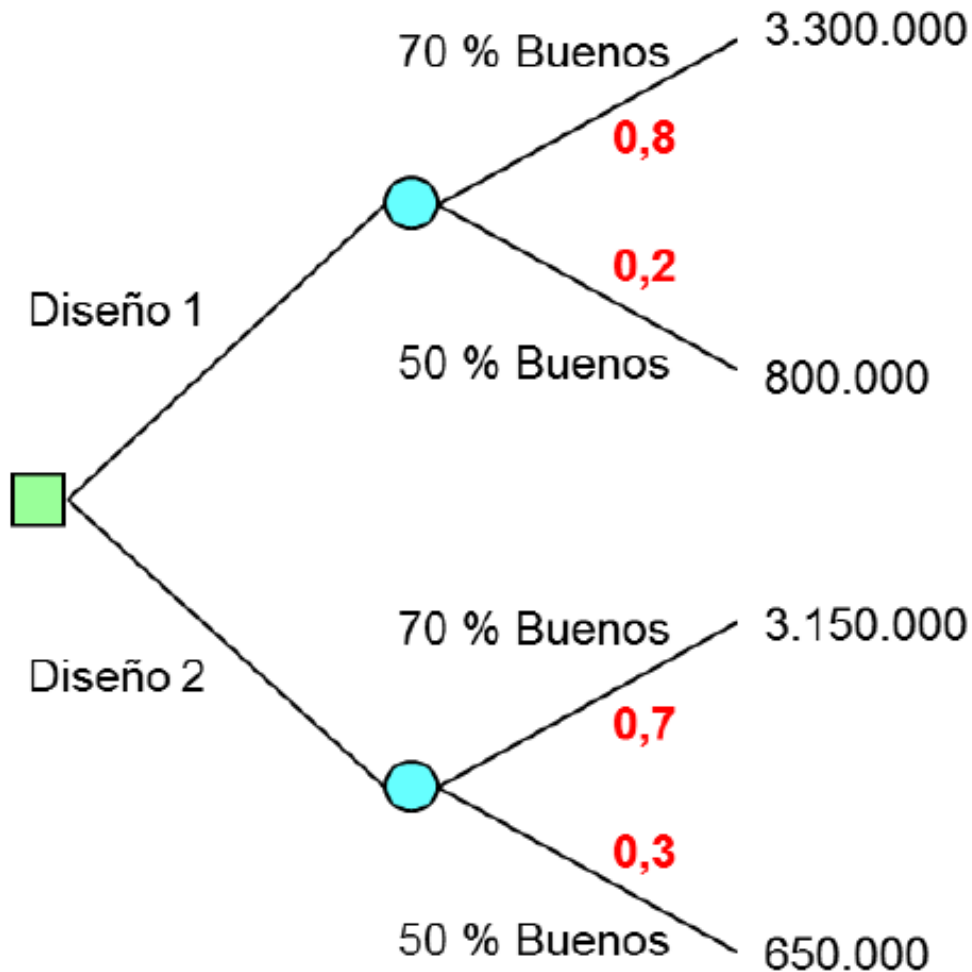 3.300.000
70 % Buenos
0,8
0,2
Diseño 1
50 % Buenos
800.000
70 % Buenos
3.150.000
Diseño 2
0,7
0,3
50 % Buenos
650.000